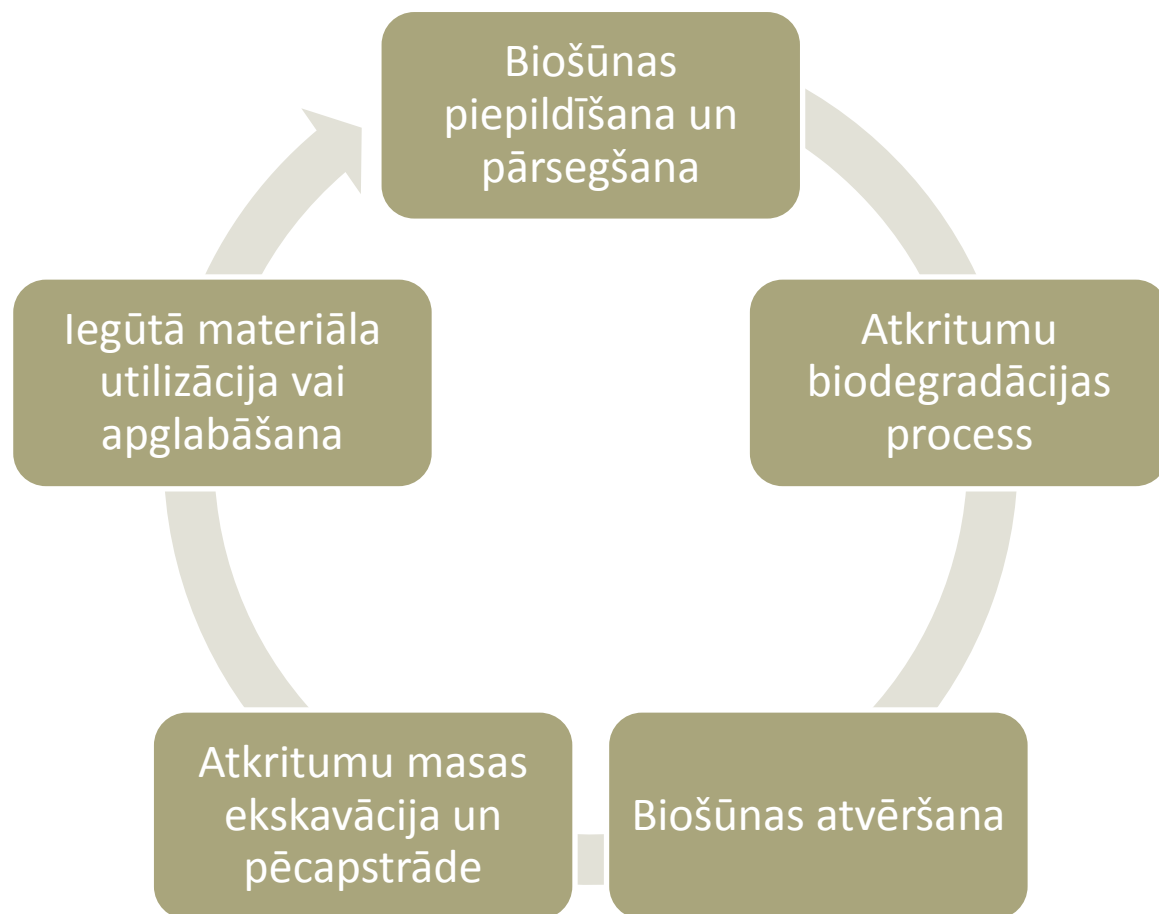 Biošūnas
piepildīšana un
pārsegšana
Atkritumu
biodegradācijas
process
Biošūnas atvēršana
Atkritumu masas
ekskavācija un
pēcapstrāde
Iegūtā materiāla
utilizācija vai
apglabāšana